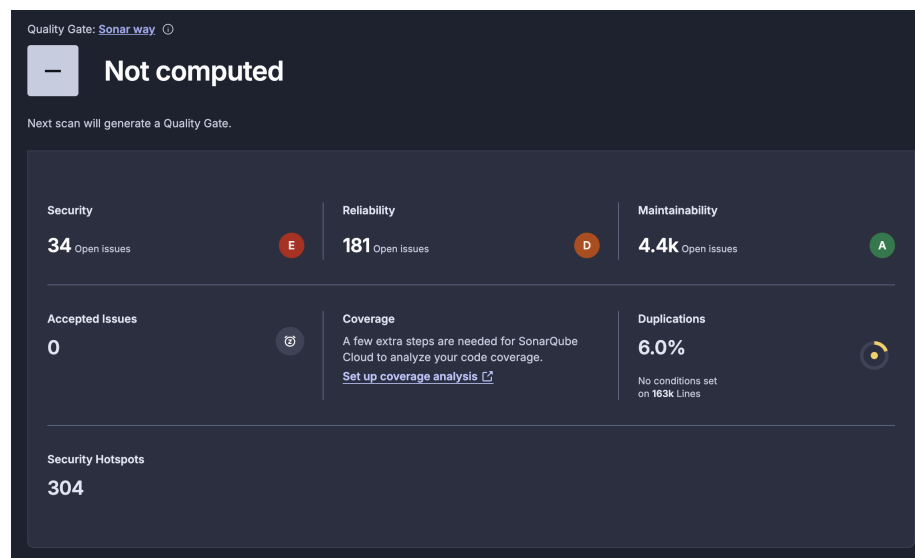 Quality Gate: Sonar way
Not computed
Next scan will generate a Quality Gate.
Security
34 Open issues
E
Reliability
181 Open issues
D
Maintainability
4.4k Open issues
A
Accepted Issues
0
Coverage
A few extra steps are needed for SonarQube
Cloud to analyze your code coverage.
Set up coverage analysis
Duplications
6.0%
No conditions set
on 163k Lines
Security Hotspots
304